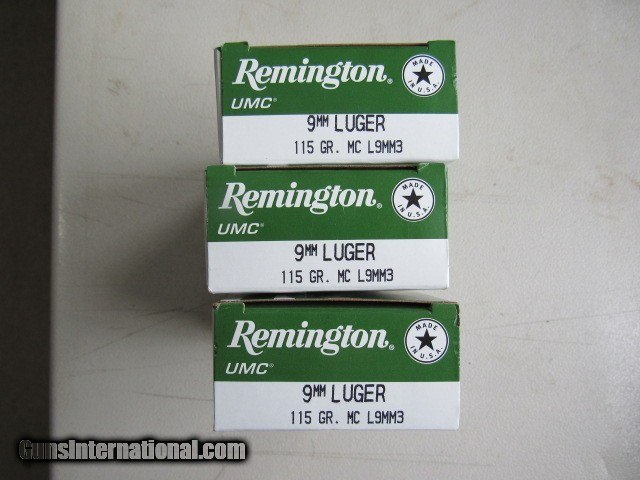 Remington®
UMC®
MADE IN U.S.A.
9MM LUGER
115 GR. MC L9MM3
Remington®
UMC®
MADE IN U.S.A.
9MM LUGER
115 GR. MC L9MM3
Remington®
UMC®
MADE IN U.S.A.
9MM LUGER
115 GR. MC L9MM3
GunsInternational.com